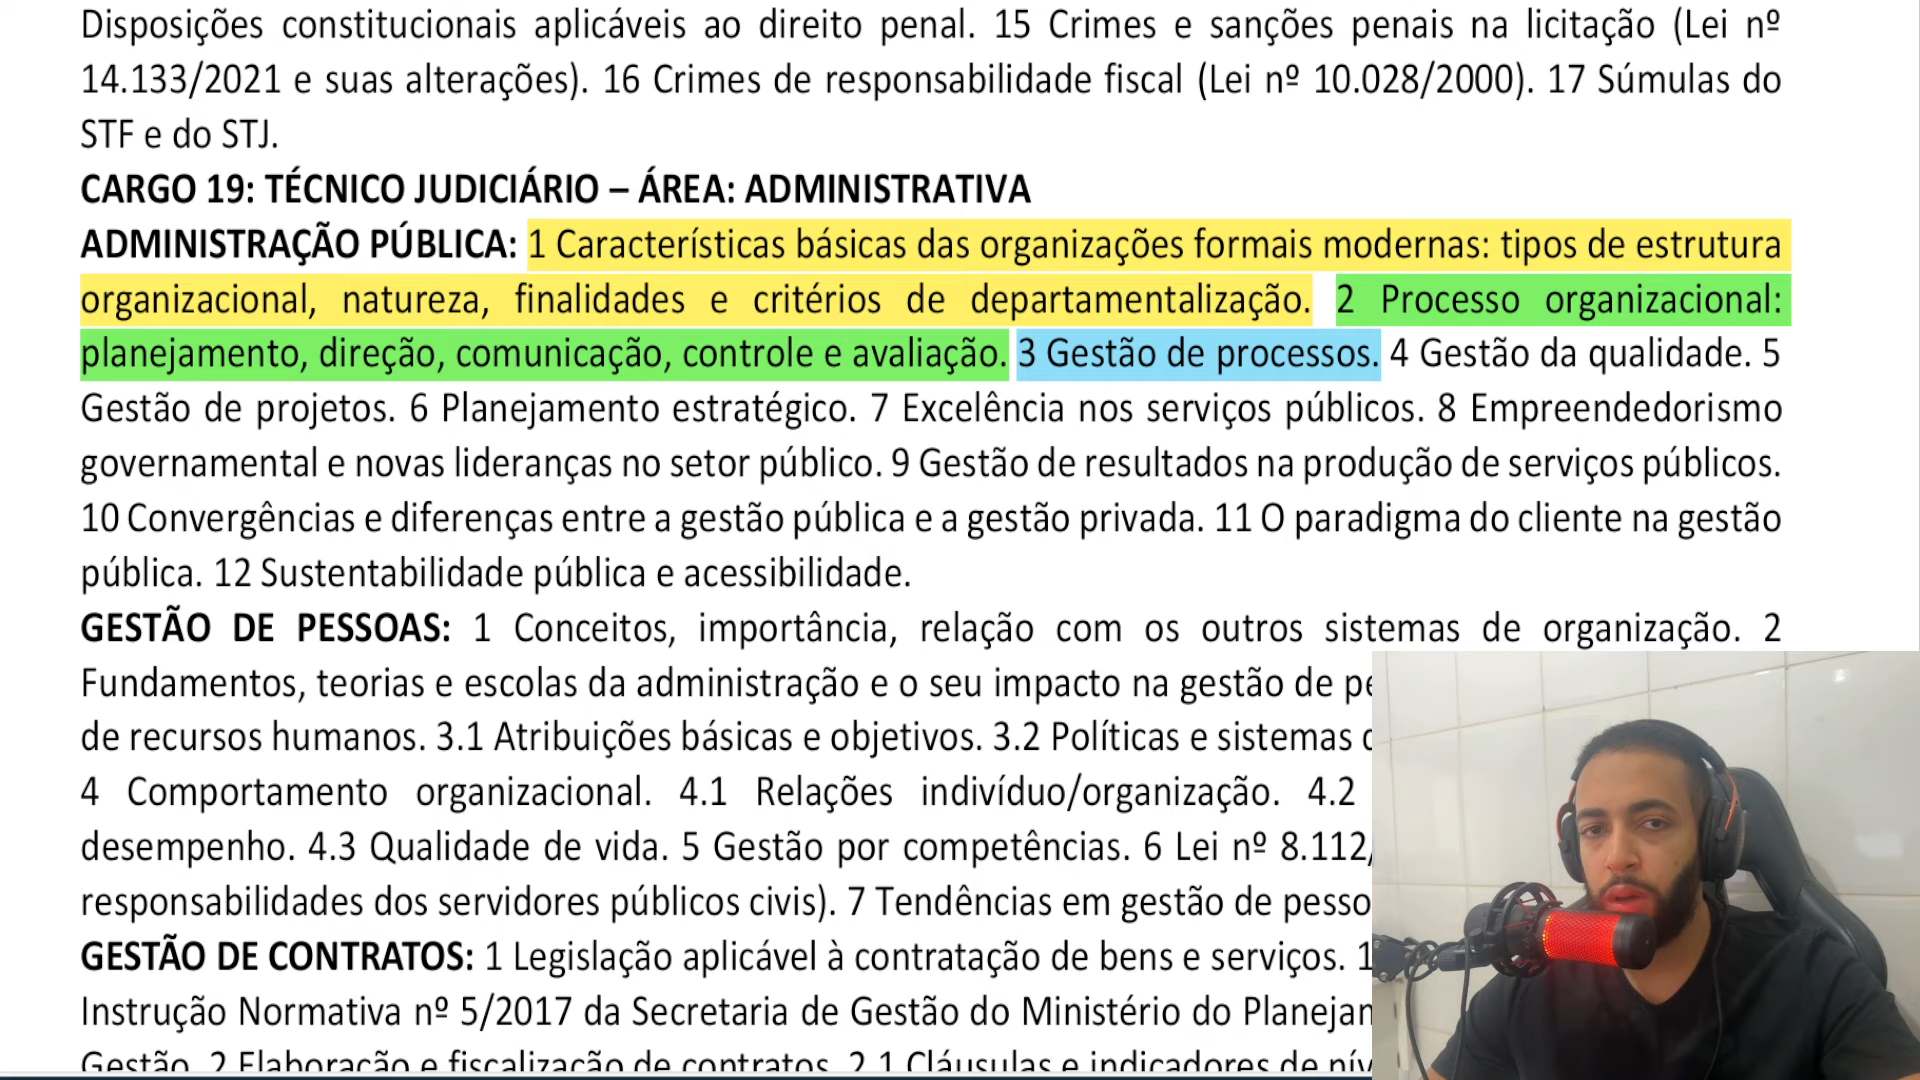 Disposições constitucionais aplicáveis ao direito penal. 15 Crimes e sanções penais na licitação (Lei nº
14.133/2021 e suas alterações). 16 Crimes de responsabilidade fiscal (Lei nº 10.028/2000). 17 Súmulas do
STF e do STJ.
CARGO 19: TÉCNICO JUDICIÁRIO – ÁREA: ADMINISTRATIVA
ADMINISTRAÇÃO PÚBLICA: 1 Características básicas das organizações formais modernas: tipos de estrutura
organizacional, natureza, finalidades e critérios de departamentalização. 2 Processo organizacional:
planejamento, direção, comunicação, controle e avaliação. 3 Gestão de processos. 4 Gestão da qualidade. 5
Gestão de projetos. 6 Planejamento estratégico. 7 Excelência nos serviços públicos. 8 Empreendedorismo
governamental e novas lideranças no setor público. 9 Gestão de resultados na produção de serviços públicos.
10 Convergências e diferenças entre a gestão pública e a gestão privada. 11 O paradigma do cliente na gestão
pública. 12 Sustentabilidade pública e acessibilidade.
GESTÃO DE PESSOAS: 1 Conceitos, importância, relação com os outros sistemas de organização. 2
Fundamentos, teorias e escolas da administração e o seu impacto na gestão de
de recursos humanos. 3.1 Atribuições básicas e objetivos. 3.2 Políticas e sistemas
4 Comportamento organizacional. 4.1 Relações indivíduo/organização. 4.2
desempenho. 4.3 Qualidade de vida. 5 Gestão por competências. 6 Lei nº 8.112/
responsabilidades dos servidores públicos civis). 7 Tendências em gestão de
GESTÃO DE CONTRATOS: 1 Legislação aplicável à contratação de bens e serviços.
Instrução Normativa nº 5/2017 da Secretaria de Gestão do Ministério do
Gestão. 2 Elaboração e fiscalização de contratos. 2.1 Cláusulas e indicadores de